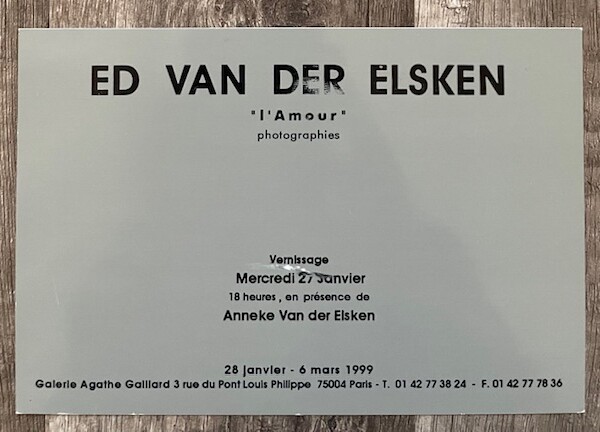 ED VAN DER ELSKEN
"l'Amour"
photographies
Vernissage
Mercredi 27 Janvier
18 heures, en présence de
Anneke Van der Elsken
28 janvier - 6 mars 1999
Galerie Agathe Gaillard 3 rue du Pont Louis Philippe 75004 Paris - T. 01 42 77 38 24 - F. 01 42 77 78 36